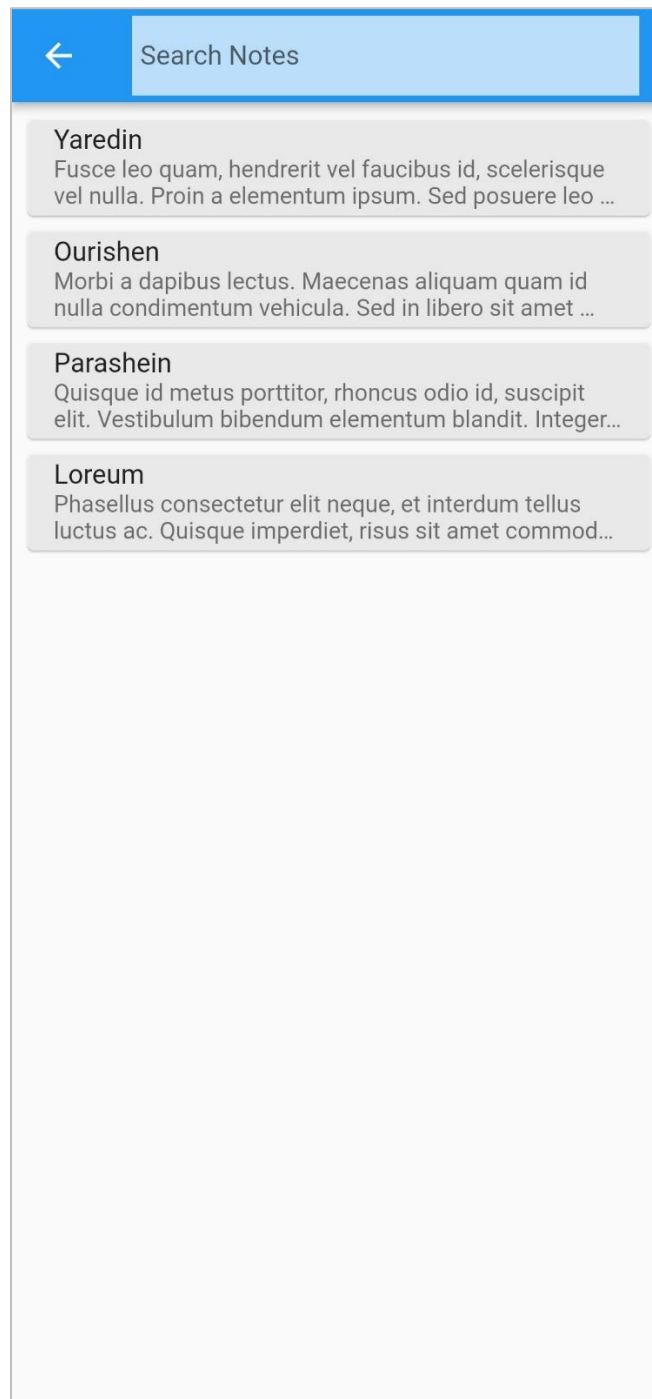 Search Notes
Yaredin
Fusce leo quam, hendrerit vel faucibus id, scelerisque
vel nulla. Proin a elementum ipsum. Sed posuere leo ...
Ourishen
Morbi a dapibus lectus. Maecenas aliquam quam id
nulla condimentum vehicula. Sed in libero sit amet ...
Parashein
Quisque id metus porttitor, rhoncus odio id, suscipit
elit. Vestibulum bibendum elementum blandit. Integer...
Loreum
Phasellus consectetur elit neque, et interdum tellus
luctus ac. Quisque imperdiet, risus sit amet commod...